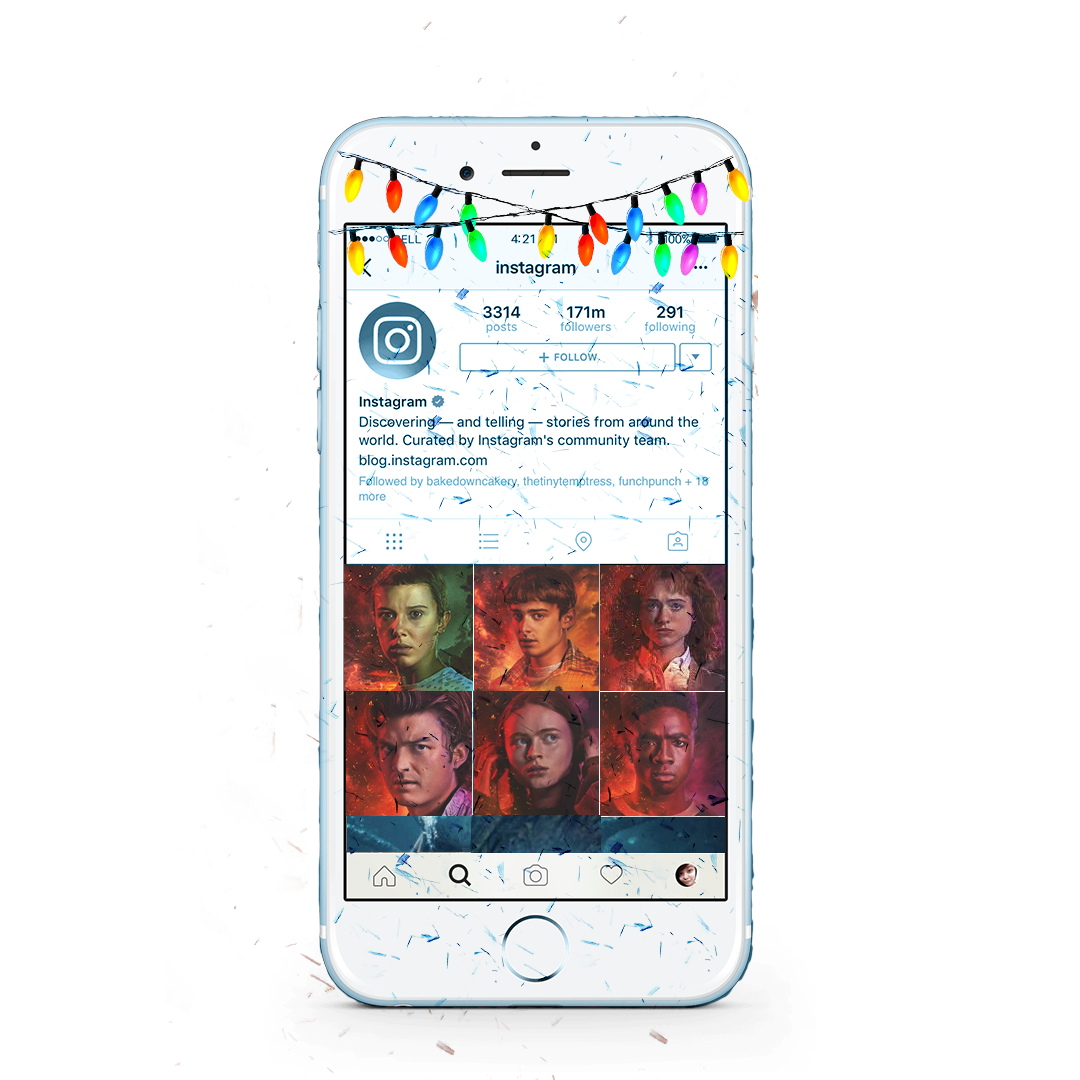 4:21
100%
instagram
3314
171m
291
posts
followers
following
+ FOLLOW
Instagram
Discovering — and telling — stories from around the
world. Curated by Instagram's community team.
blog.instagram.com
Followed by bakedowncakery, thetinytemptress, funchpunch + 18
more